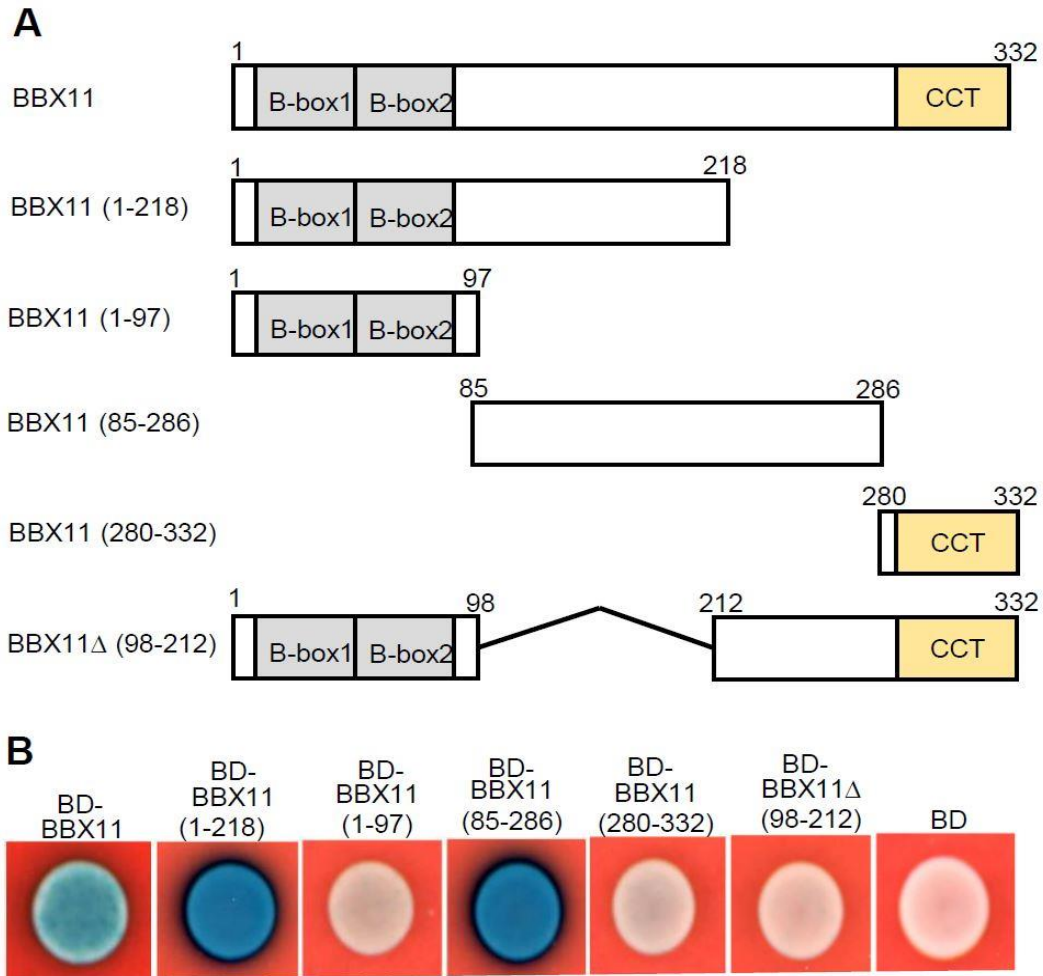 A
1 332
BBX11 B-box1 B-box2 CCT
1 218
BBX11 (1-218) B-box1 B-box2
1 97
BBX11 (1-97) B-box1 B-box2
85 286
BBX11 (85-286)
280 332
BBX11 (280-332) CCT
1 98 212 332
BBX11Δ (98-212) B-box1 B-box2 CCT
B
BD-
BBX11
BD-
BBX11
(1-218)
BD-
BBX11
(1-97)
BD-
BBX11
(85-286)
BD-
BBX11
(280-332)
BD-
BBX11Δ
(98-212)
BD